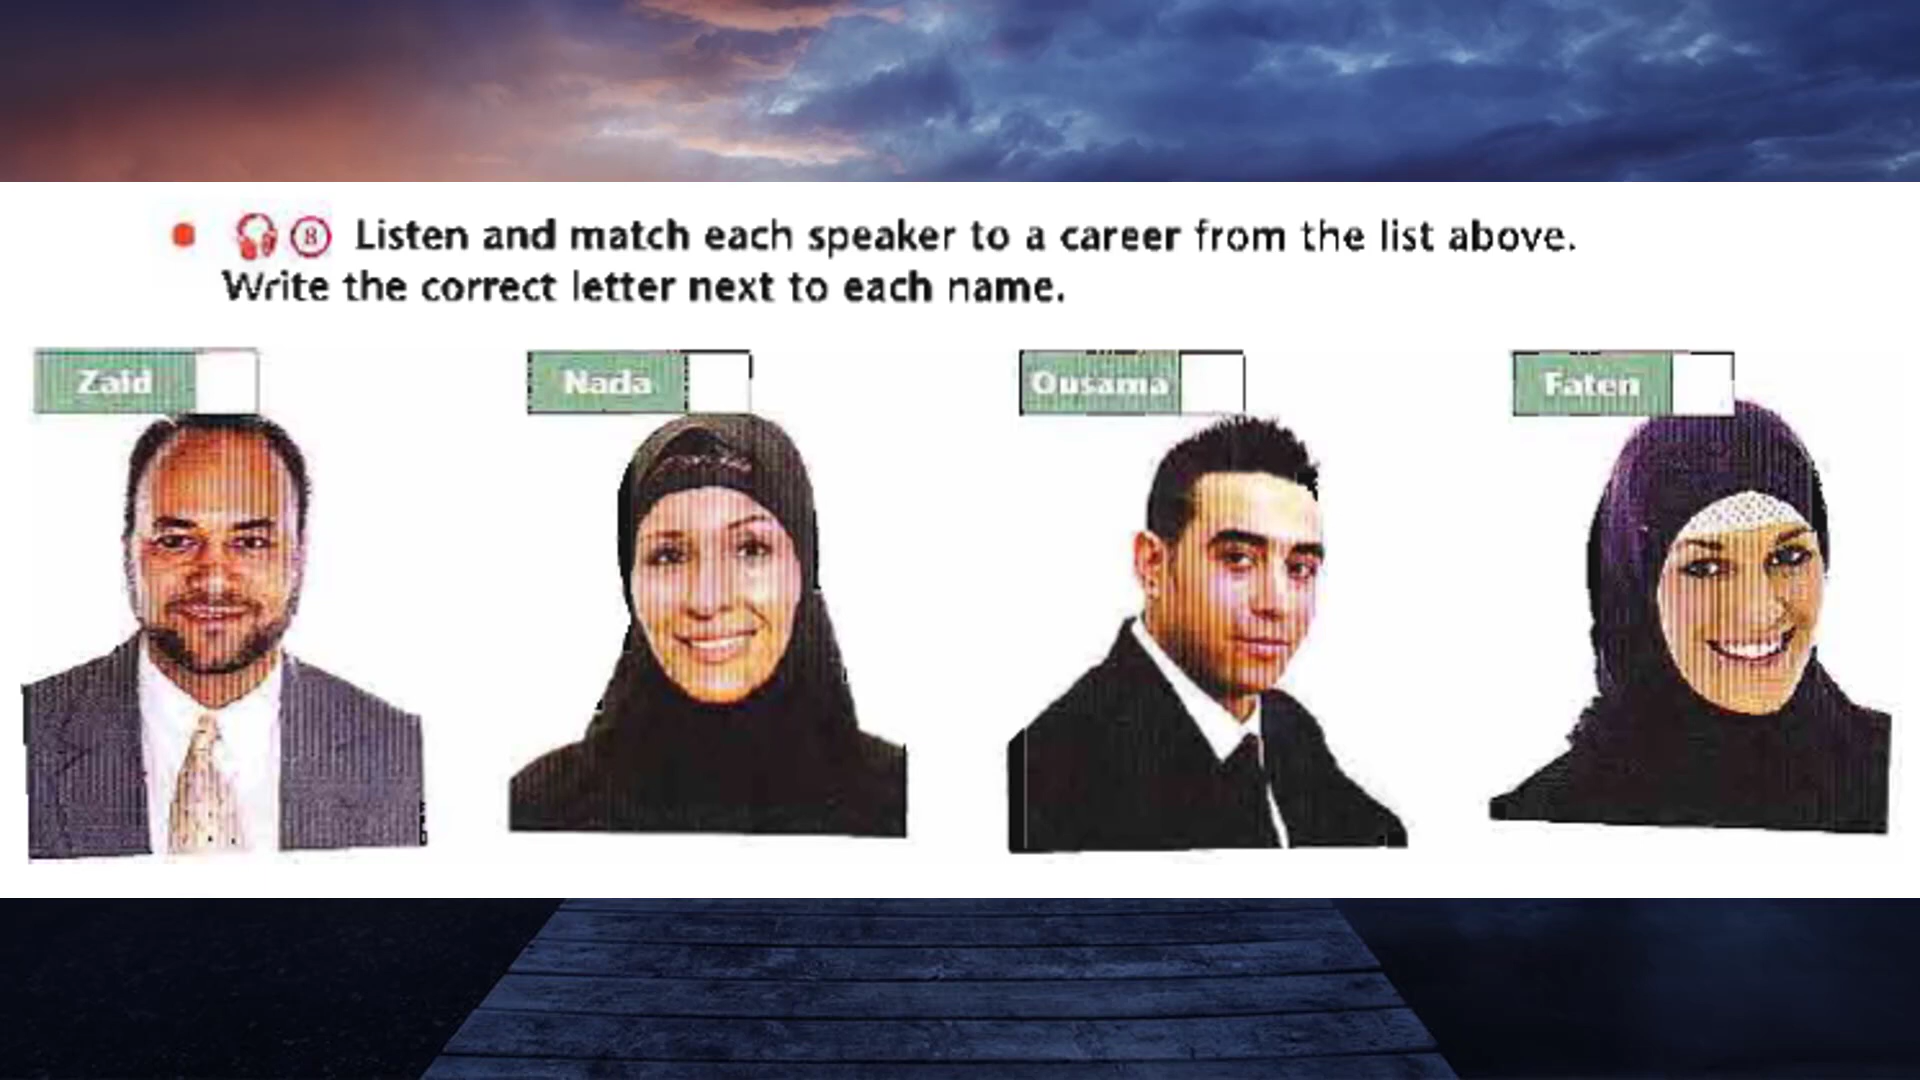 • 8 Listen and match each speaker to a career from the list above.
Write the correct letter next to each name.
Zaid
Nada
Ousama
Faten